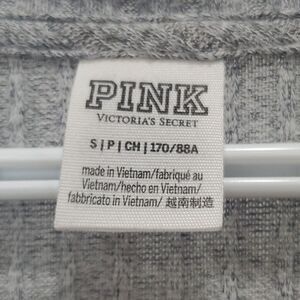 PINK
VICTORIA'S SECRET
S|P|CH|170/88A
made in Vietnam/fabriqué au
Vietnam/hecho en Vietnam/
fabbricato in Vietnam/ 越南制造